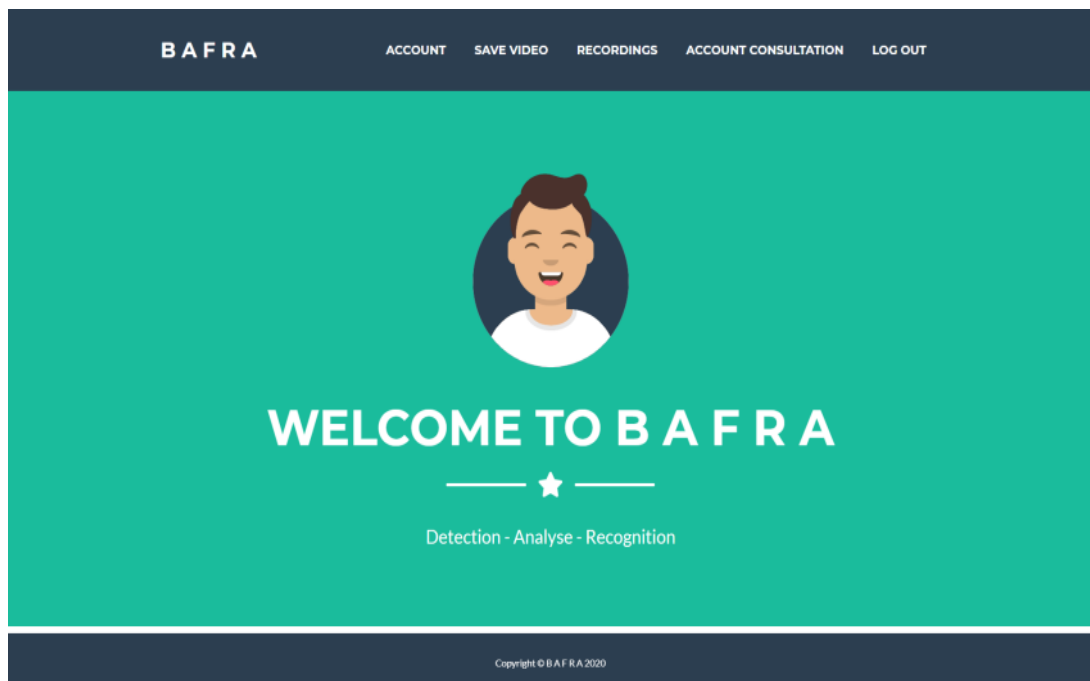 B A F R A ACCOUNT SAVE VIDEO RECORDINGS ACCOUNT CONSULTATION LOG OUT
WELCOME TO B A F R A
Detection - Analyse - Recognition
Copyright © B A F R A 2020